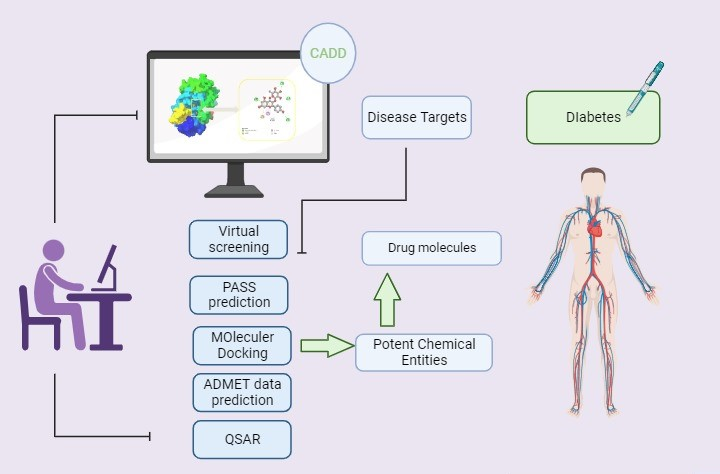 CADD
Disease Targets
DIabetes
Virtual
screening
Drug molecules
PASS
prediction
MOleculer
Docking
Potent Chemical
Entities
ADMET data
prediction
QSAR